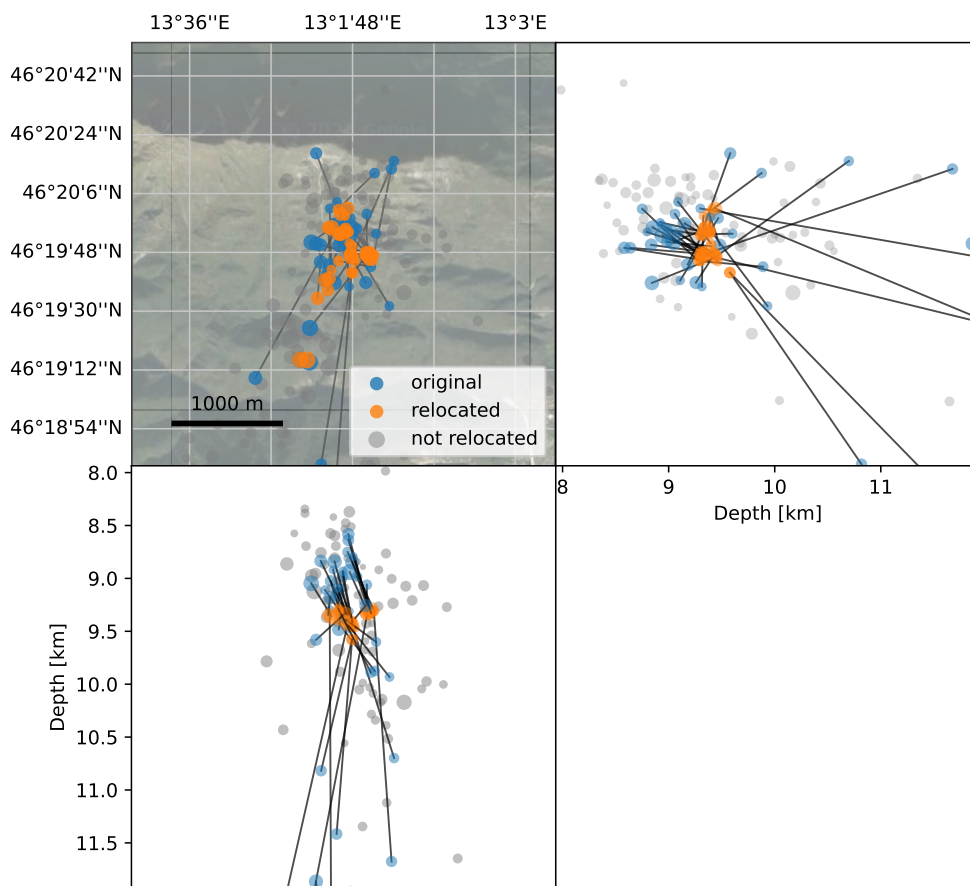 13°36''E 13°1'48''E 13°3'E
46°20'42''N
46°20'24''N
46°20'6''N
46°19'48''N
46°19'30''N
46°19'12''N
46°18'54''N
1000 m
original
relocated
not relocated
8 9 10 11
Depth [km]
8.0
8.5
9.0
9.5
10.0
10.5
11.0
11.5
Depth [km]